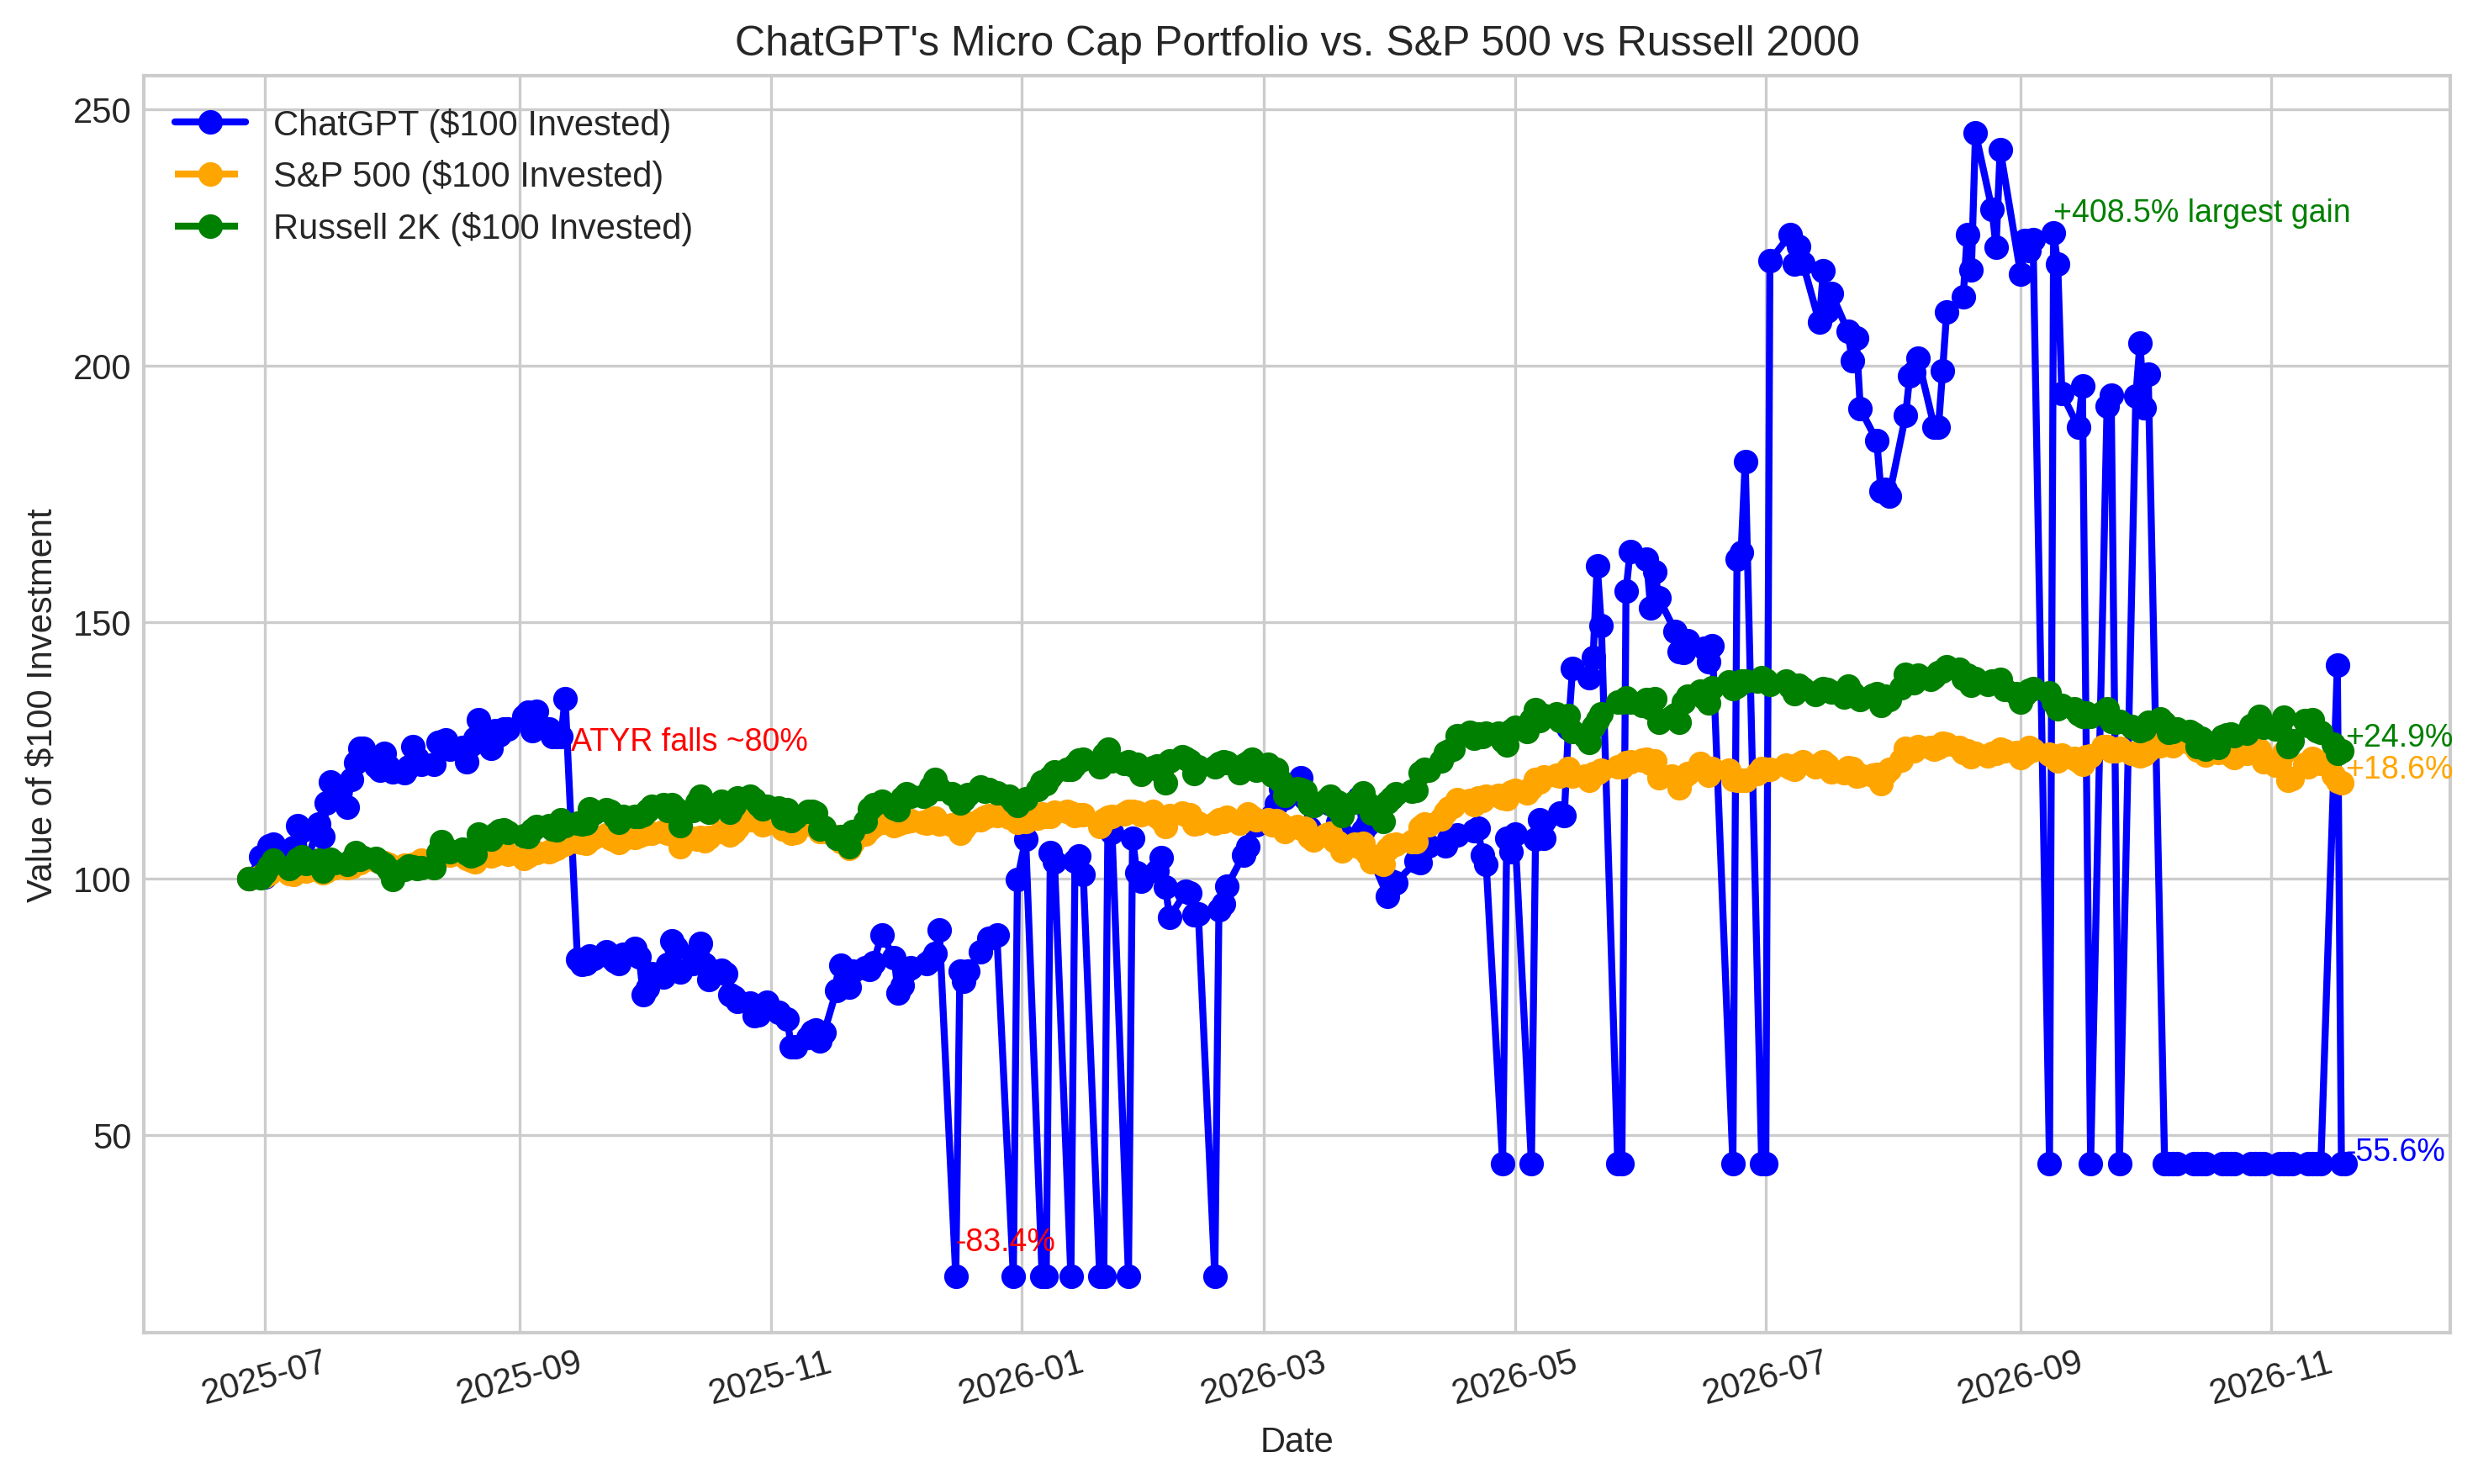 ChatGPT's Micro Cap Portfolio vs. S&P 500 vs Russell 2000
250
200
150
100
50
Value of $100 Investment
ChatGPT ($100 Invested)
S&P 500 ($100 Invested)
Russell 2K ($100 Invested)
+408.5% largest gain
ATYR falls ~80%
+24.9%
+18.6%
-55.6%
-83.4%
2025-07
2025-09
2025-11
2026-01
2026-03
2026-05
2026-07
2026-09
2026-11
Date